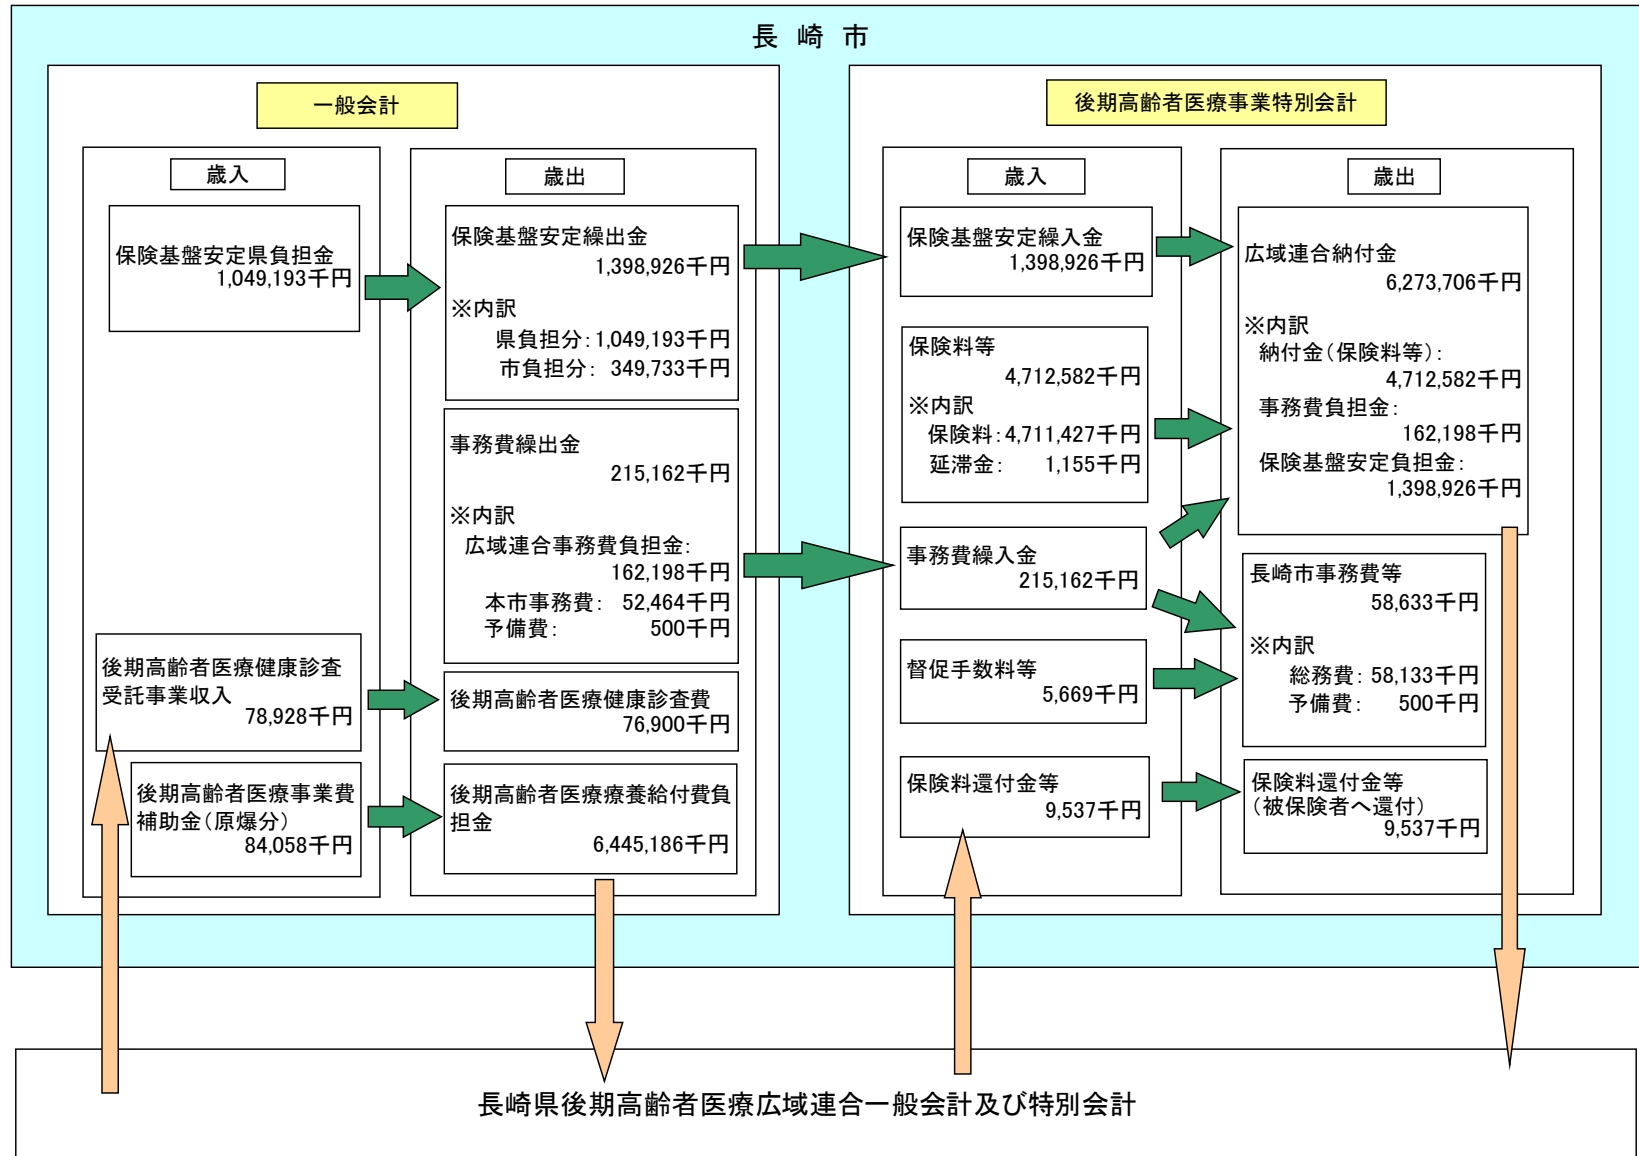 長 崎 市
一般会計
歳入
保険基盤安定県負担金
1,049,193千円
後期高齢者医療健康診査
受託事業収入
78,928千円
後期高齢者医療事業費
補助金(原爆分)
84,058千円
歳出
保険基盤安定繰出金
1,398,926千円
※内訳
県負担分:1,049,193千円
市負担分: 349,733千円
事務費繰出金
215,162千円
※内訳
広域連合事務費負担金:
162,198千円
本市事務費: 52,464千円
予備費: 500千円
後期高齢者医療健康診査費
76,900千円
後期高齢者医療療養給付費負
担金
6,445,186千円
後期高齢者医療事業特別会計
歳入
保険基盤安定繰入金
1,398,926千円
保険料等
4,712,582千円
※内訳
保険料:4,711,427千円
延滞金: 1,155千円
事務費繰入金
215,162千円
督促手数料等
5,669千円
保険料還付金等
9,537千円
歳出
広域連合納付金
6,273,706千円
※内訳
納付金(保険料等):
4,712,582千円
事務費負担金:
162,198千円
保険基盤安定負担金:
1,398,926千円
長崎市事務費等
58,633千円
※内訳
総務費:58,133千円
予備費: 500千円
保険料還付金等
(被保険者へ還付)
9,537千円
長崎県後期高齢者医療広域連合一般会計及び特別会計